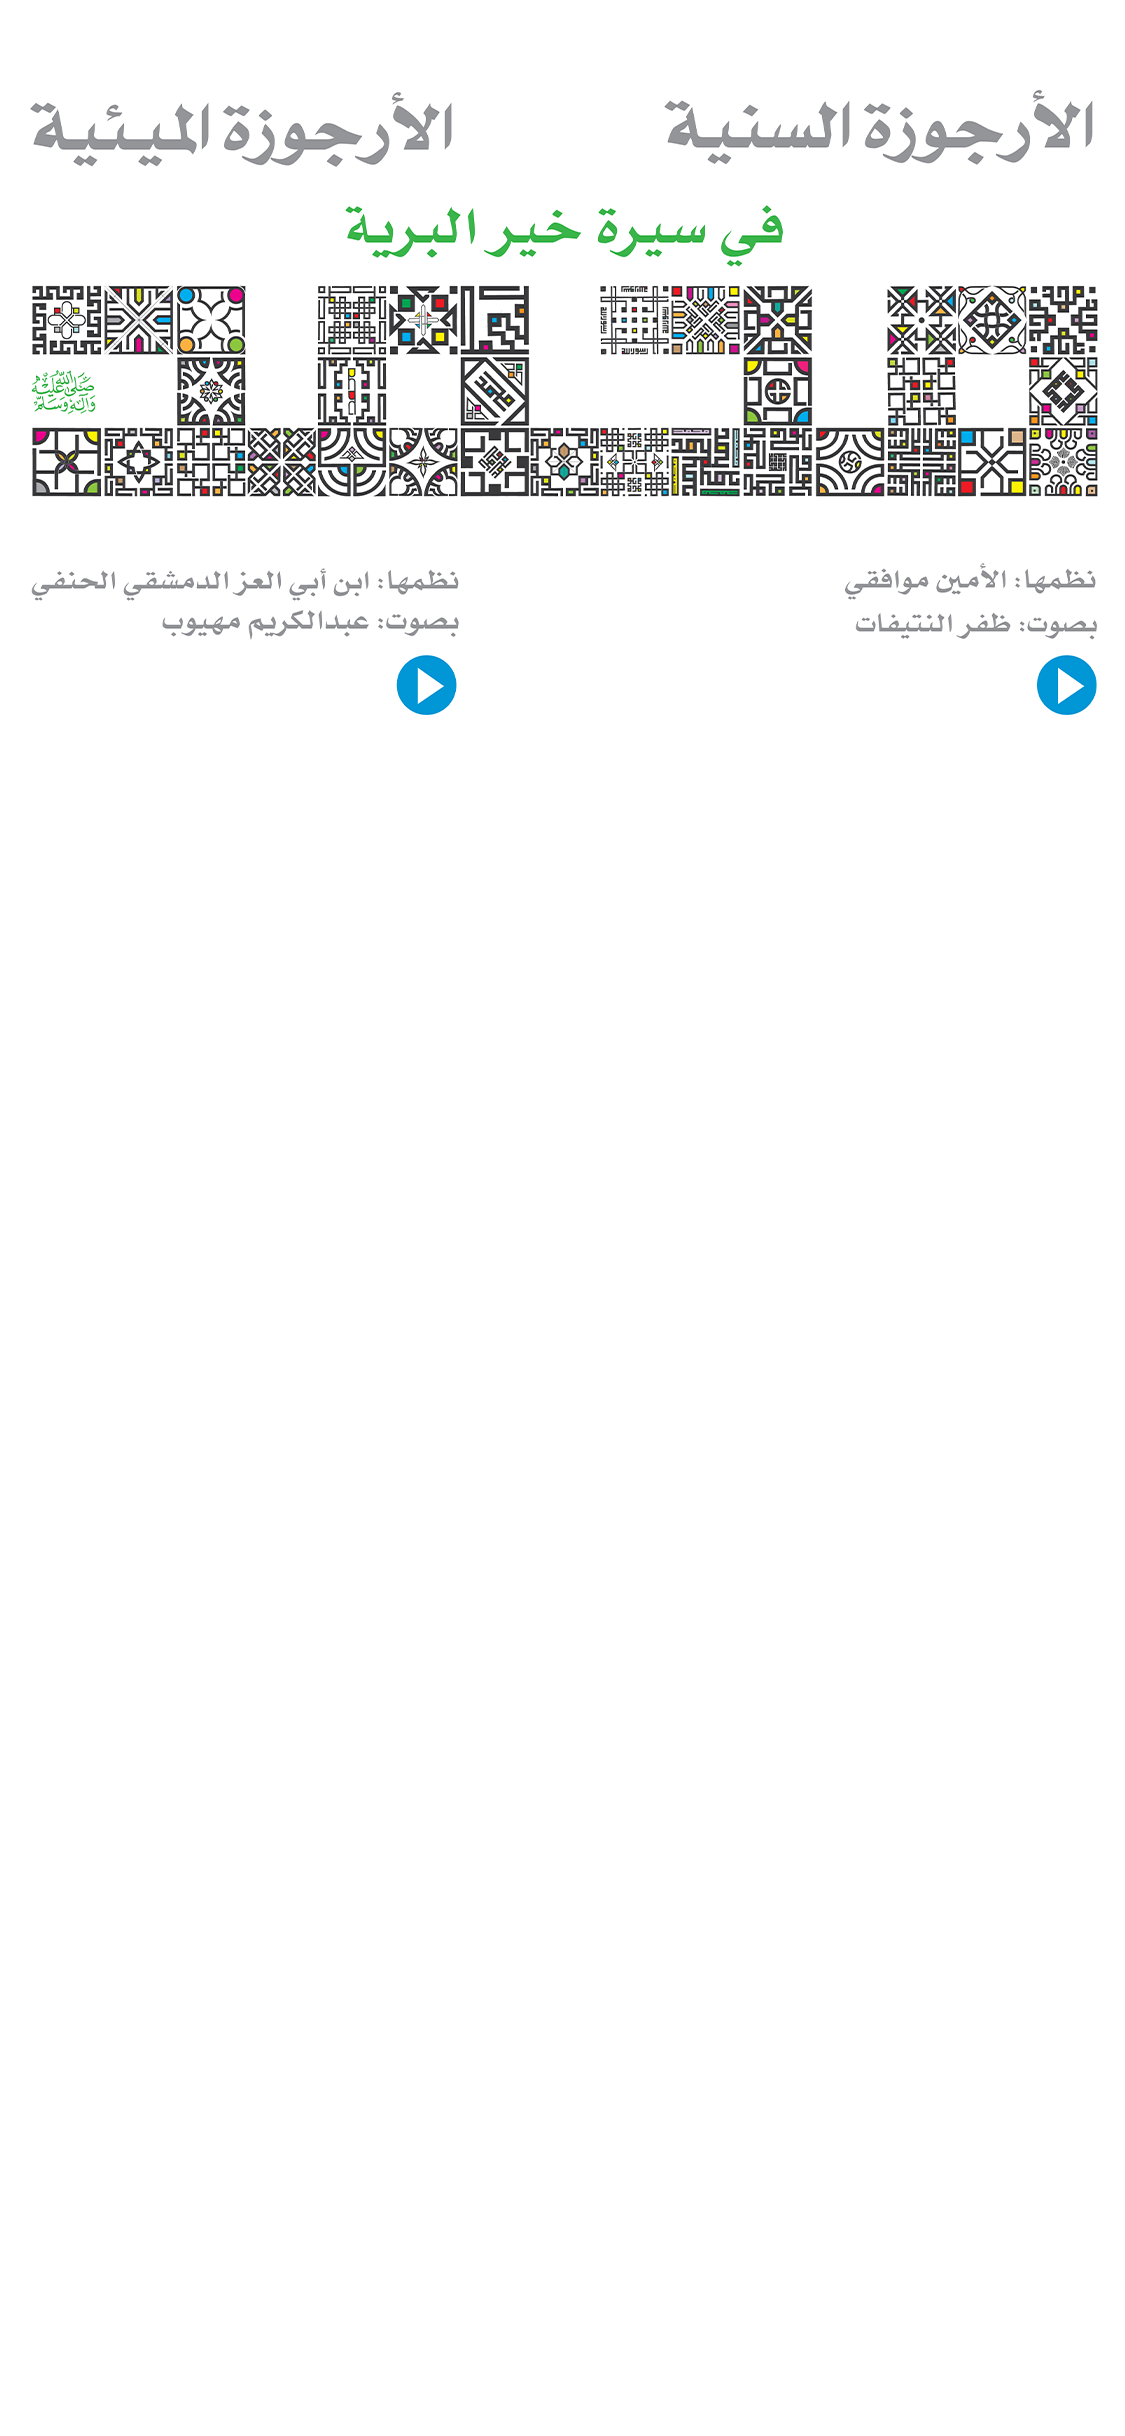 الأرجوزة السنية
الأرجوزة الميئية
في سيرة خير البرية
محمد
صلى الله عليه وآله وسلم
نظمها: الأمين موافقي
بصوت: ظفر النتيفات
نظمها: ابن أبي العز الدمشقي الحنفي
بصوت: عبدالكريم مهيوب